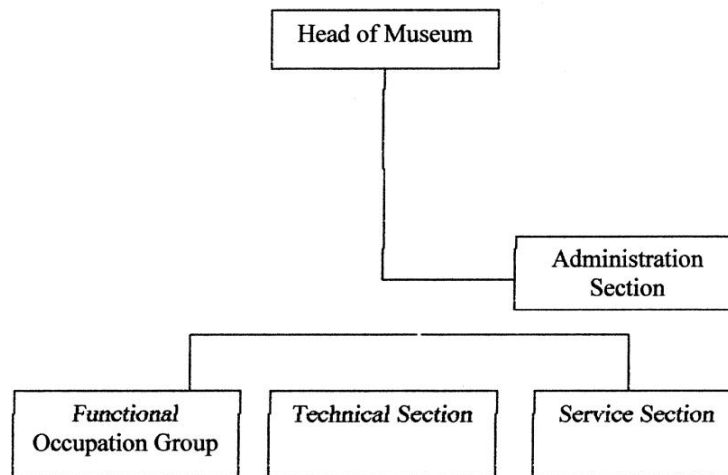 Head of Museum
Administration
Section
Functional
Occupation Group
Technical Section
Service Section